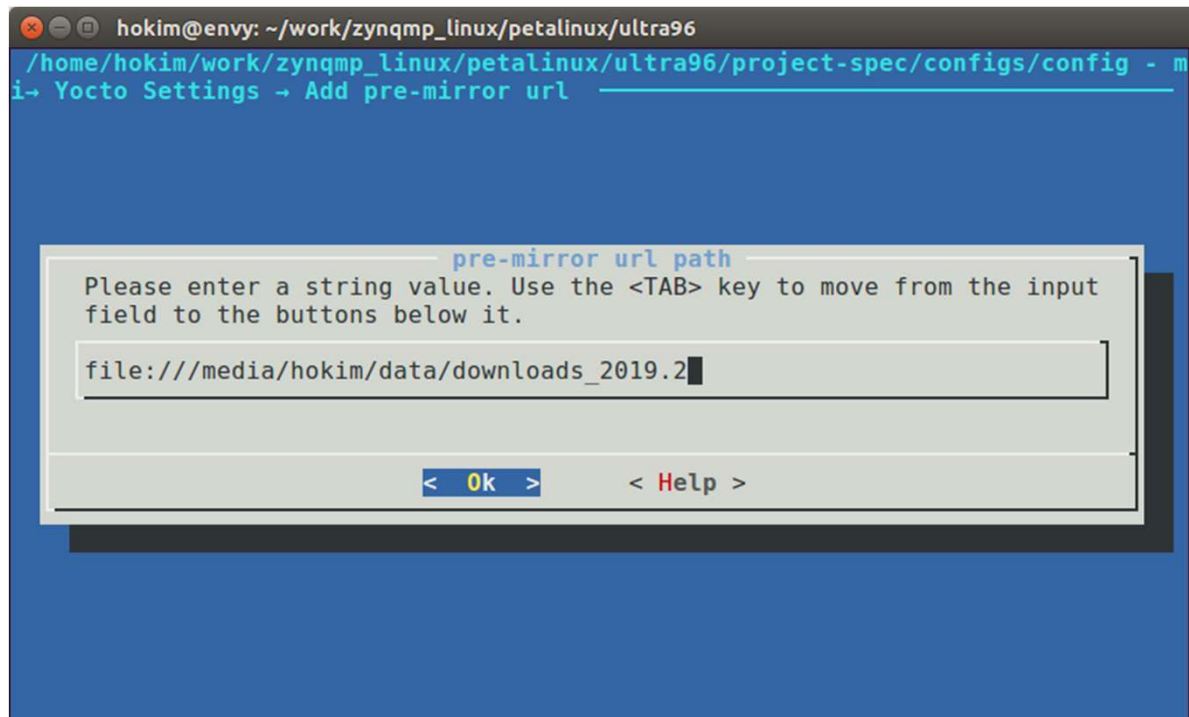 hokim@envy: ~/work/zynqmp_linux/petalinux/ultra96
/home/hokim/work/zynqmp_linux/petalinux/ultra96/project-spec/configs/config - m
i→ Yocto Settings → Add pre-mirror url
pre-mirror url path
Please enter a string value. Use the <TAB> key to move from the input
field to the buttons below it.
file:///media/hokim/data/downloads_2019.2
< Ok > < Help >